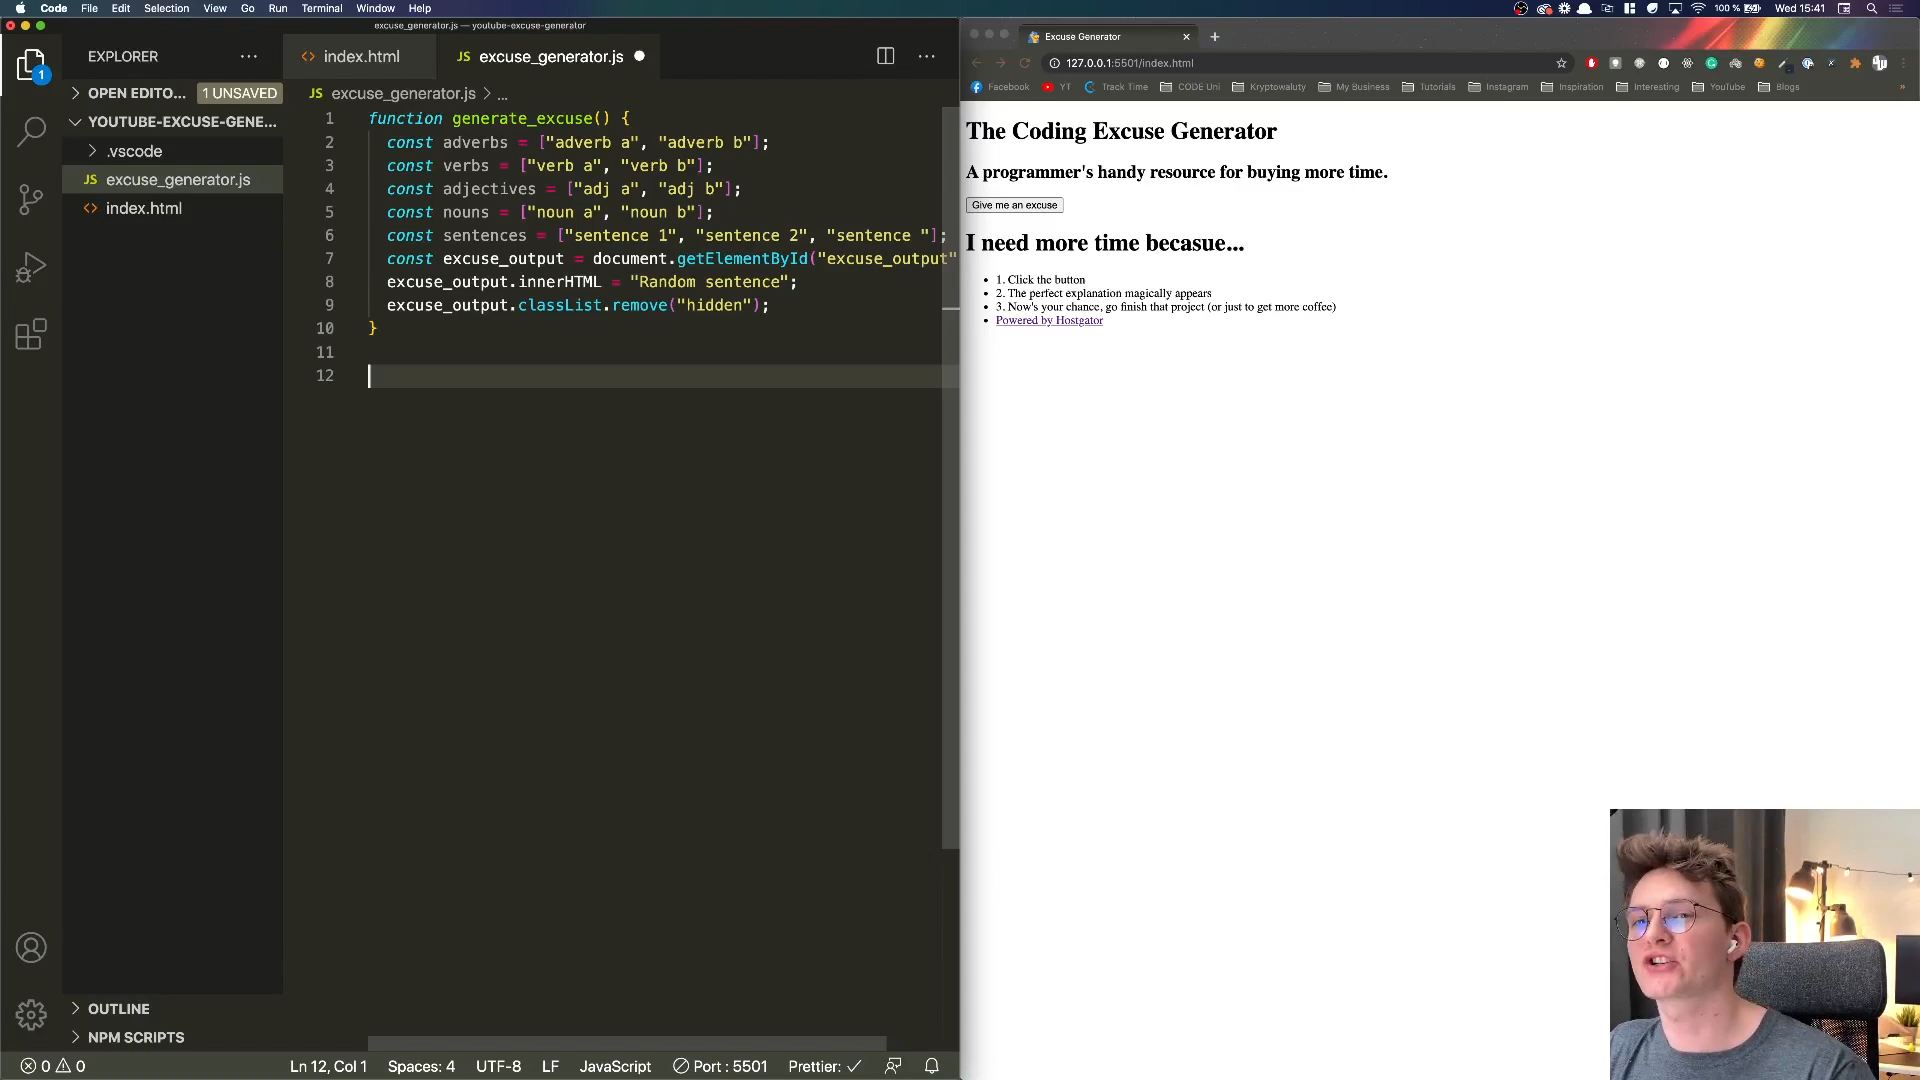 Code File Edit Selection View Go Run Terminal Window Help
100 % Wed 15:41
excuse_generator.js — youtube-excuse-generator
EXPLORER
OPEN EDITO... 1 UNSAVED
YOUTUBE-EXCUSE-GENE...
.vscode
JS excuse_generator.js
index.html
OUTLINE
NPM SCRIPTS
1
index.html
JS excuse_generator.js
JS excuse_generator.js > ...
1 function generate_excuse() {
2 const adverbs = ["adverb a", "adverb b"];
3 const verbs = ["verb a", "verb b"];
4 const adjectives = ["adj a", "adj b"];
5 const nouns = ["noun a", "noun b"];
6 const sentences = ["sentence 1", "sentence 2", "sentence "];
7 const excuse_output = document.getElementById("excuse_output"
8 excuse_output.innerHTML = "Random sentence";
9 excuse_output.classList.remove("hidden");
10 }
11
12
0 0
Ln 12, Col 1 Spaces: 4 UTF-8 LF JavaScript Port : 5501 Prettier: ✓
Excuse Generator
127.0.0.1:5501/index.html
Facebook YT Track Time CODE Uni Kryptowaluty My Business Tutorials Instagram Inspiration Interesting YouTube Blogs »
The Coding Excuse Generator
A programmer's handy resource for buying more time.
Give me an excuse
I need more time becasue...
• 1. Click the button
• 2. The perfect explanation magically appears
• 3. Now's your chance, go finish that project (or just to get more coffee)
• Powered by Hostgator